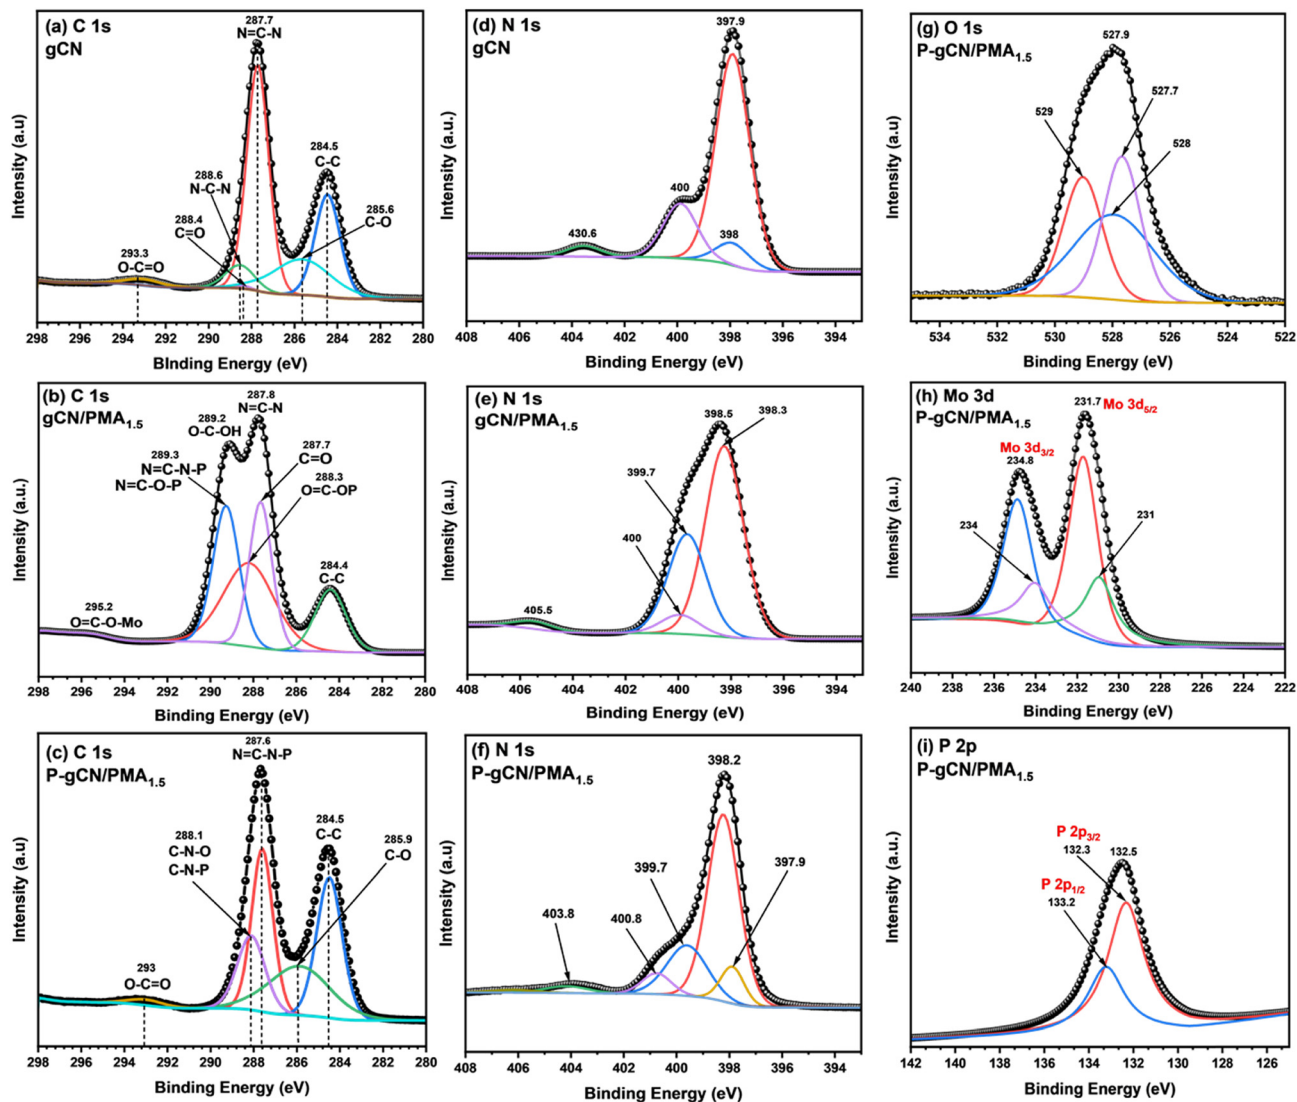 (a) C 1s
gCN
287.7
N=C-N
284.5
C-C
288.6
N-C-N
288.4
C=O
285.6
C-O
293.3
O-C=O
Intensity (a.u)
298 296 294 292 290 288 286 284 282 280
BInding Energy (eV)
(d) N 1s
gCN
397.9
400
430.6
398
Intensity (a.u)
408 406 404 402 400 398 396 394
Binding Energy (eV)
(g) O 1s
P-gCN/PMA1.5
527.9
529
527.7
528
Intensity (a.u)
534 532 530 528 526 524 522
Binding Energy (eV)
(b) C 1s
gCN/PMA1.5
287.8
N=C-N
289.2
O-C-OH
289.3
N=C-N-P
N=C-O-P
287.7
C=O
288.3
O=C-OP
284.4
C-C
295.2
O=C-O-Mo
Intensity (a.u.)
298 296 294 292 290 288 286 284 282 280
Binding Energy (eV)
(e) N 1s
gCN/PMA1.5
398.5
398.3
399.7
400
405.5
Intensity (a.u.)
408 406 404 402 400 398 396 394
Binding Energy (eV)
(h) Mo 3d
P-gCN/PMA1.5
231.7
Mo 3d5/2
Mo 3d3/2
234.8
234
231
Intensity (a.u.)
240 238 236 234 232 230 228 226 224 222
Binding Energy (eV)
(c) C 1s
P-gCN/PMA1.5
287.6
N=C-N-P
288.1
C-N-O
C-N-P
284.5
C-C
285.9
C-O
293
O-C=O
Intensity (a.u)
298 296 294 292 290 288 286 284 282 280
Binding Energy (eV)
(f) N 1s
P-gCN/PMA1.5
398.2
399.7
397.9
403.8
400.8
Intensity (a.u.)
408 406 404 402 400 398 396 394
Binding Energy (eV)
(i) P 2p
P-gCN/PMA1.5
P 2p3/2
132.3
132.5
P 2p1/2
133.2
Intensity (a.u.)
142 140 138 136 134 132 130 128 126
Binding Energy (eV)